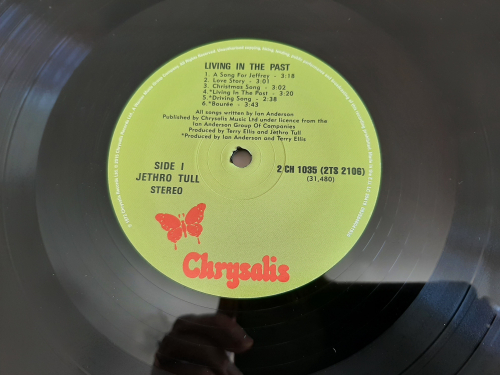 LIVING IN THE PAST
1. A Song For Jeffrey - 3:18
2. Love Story - 3:01
3. Christmas Song - 3:02
4.*Living In The Past - 3:20
5.*Driving Song - 2:38
6.*Bourée - 3:43
All songs written by Ian Anderson
Published by Chrysalis Music Ltd under licence from the
Ian Anderson Group Of Companies
Produced by Terry Ellis and Jethro Tull
*Produced by Ian Anderson and Terry Ellis
SIDE I
JETHRO TULL
STEREO
2 CH 1035 (2TS 2106)
(31,480)
Chrysalis